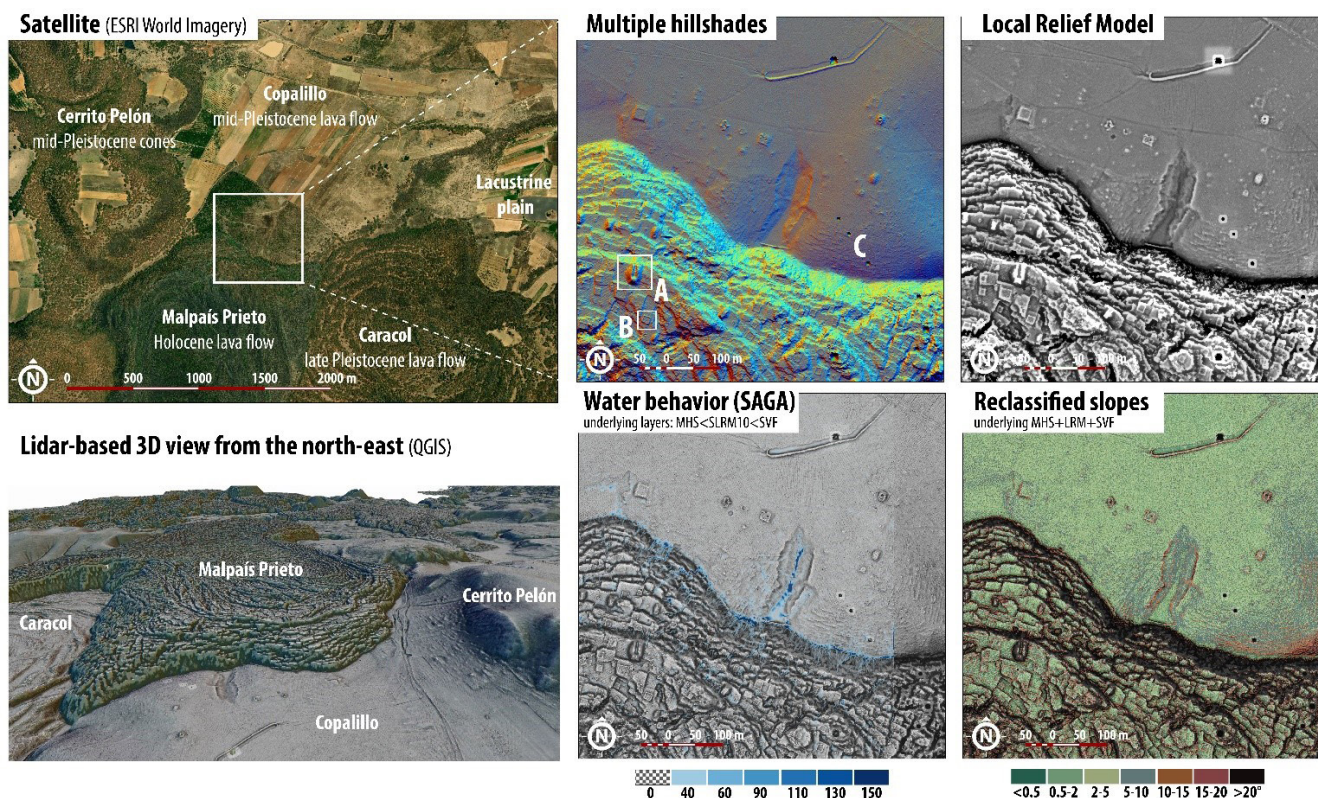 Satellite (ESRI World Imagery)
Cerrito Pelón
mid-Pleistocene cones
Copalillo
mid-Pleistocene lava flow
Lacustrine
plain
Malpaís Prieto
Holocene lava flow
Caracol
late Pleistocene lava flow
N
0 500 1000 1500 2000 m
Multiple hillshades
A
B
C
N
50 0 50 100 m
Local Relief Model
N
50 0 50 100 m
Lidar-based 3D view from the north-east (QGIS)
Malpaís Prieto
Cerrito Pelón
Caracol
Copalillo
Water behavior (SAGA)
underlying layers: MHS<SLRM10<SVF
N
50 0 50 100 m
0 40 60 90 110 130 150
Reclassified slopes
underlying MHS+LRM+SVF
N
50 0 50 100 m
<0.5 0.5-2 2-5 5-10 10-15 15-20 >20°